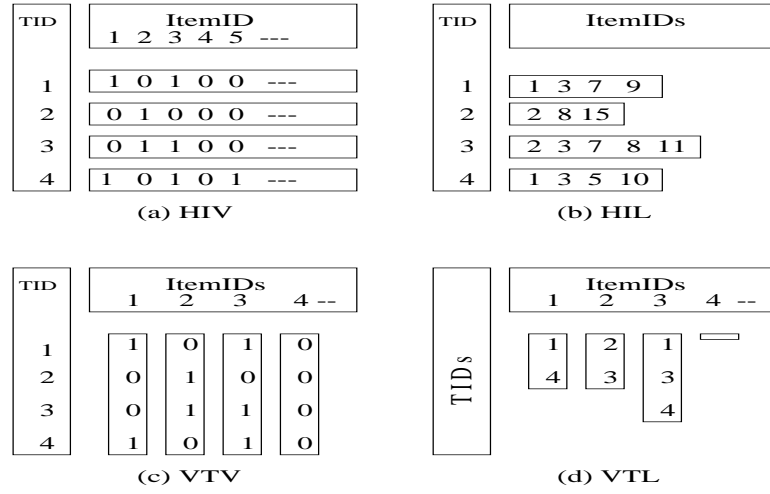 TID ItemID
1 2 3 4 5 ---
1 1 0 1 0 0 ---
2 0 1 0 0 0 ---
3 0 1 1 0 0 ---
4 1 0 1 0 1 ---
(a) HIV
TID ItemIDs
1 1 3 7 9
2 2 8 15
3 2 3 7 8 11
4 1 3 5 10
(b) HIL
TID ItemIDs
1 2 3 4 --
1 1 0 1 0
2 0 1 0 0
3 0 1 1 0
4 1 0 1 0
(c) VTV
TIDs
ItemIDs
1 2 3 4 --
1 2 1
4 3 3
4
(d) VTL